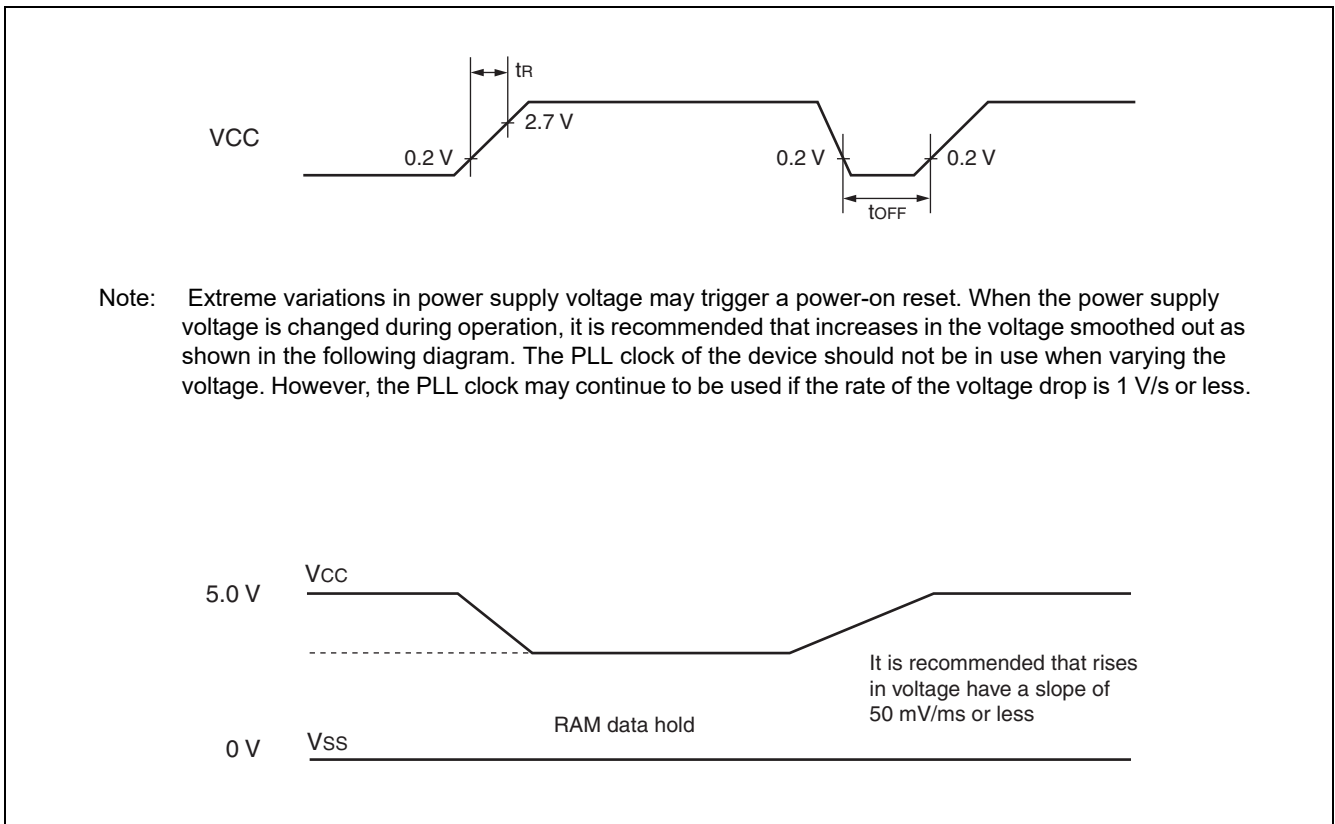 tR
VCC
2.7 V
0.2 V
0.2 V
0.2 V
tOFF
Note: Extreme variations in power supply voltage may trigger a power-on reset. When the power supply
voltage is changed during operation, it is recommended that increases in the voltage smoothed out as
shown in the following diagram. The PLL clock of the device should not be in use when varying the
voltage. However, the PLL clock may continue to be used if the rate of the voltage drop is 1 V/s or less.
VCC
5.0 V
It is recommended that rises
in voltage have a slope of
50 mV/ms or less
RAM data hold
VSS
0 V